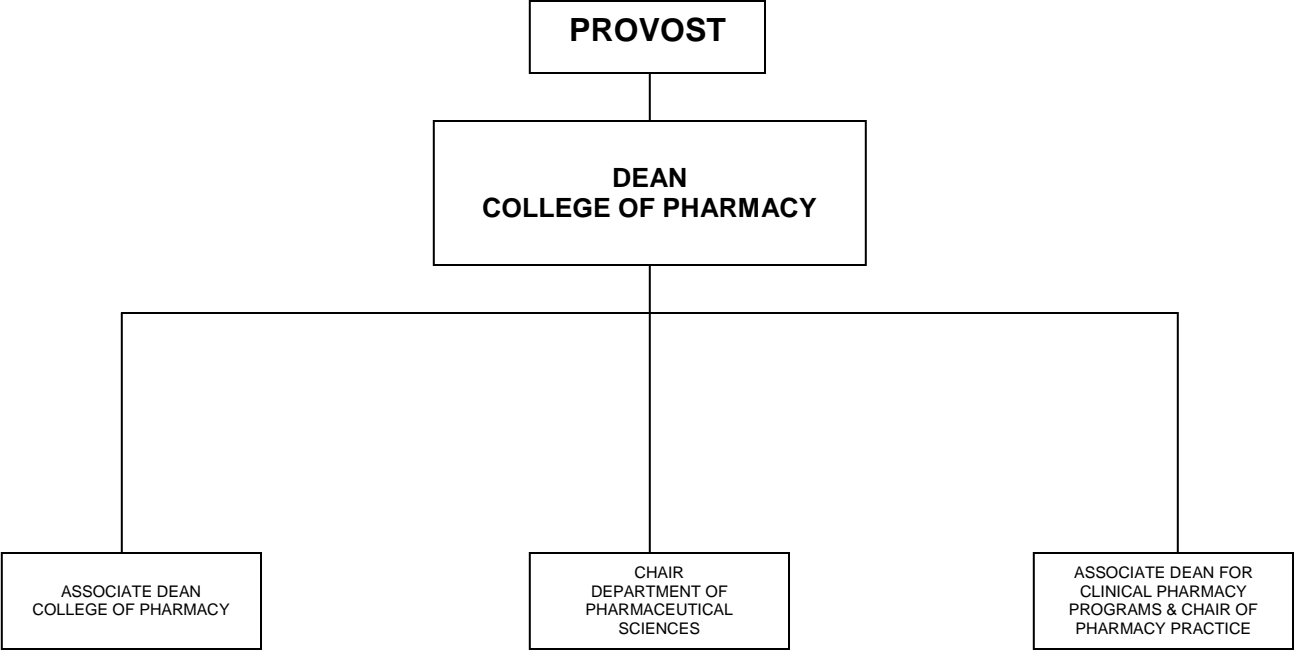 PROVOST
DEAN
COLLEGE OF PHARMACY
ASSOCIATE DEAN
COLLEGE OF PHARMACY
CHAIR
DEPARTMENT OF
PHARMACEUTICAL
SCIENCES
ASSOCIATE DEAN FOR
CLINICAL PHARMACY
PROGRAMS & CHAIR OF
PHARMACY PRACTICE